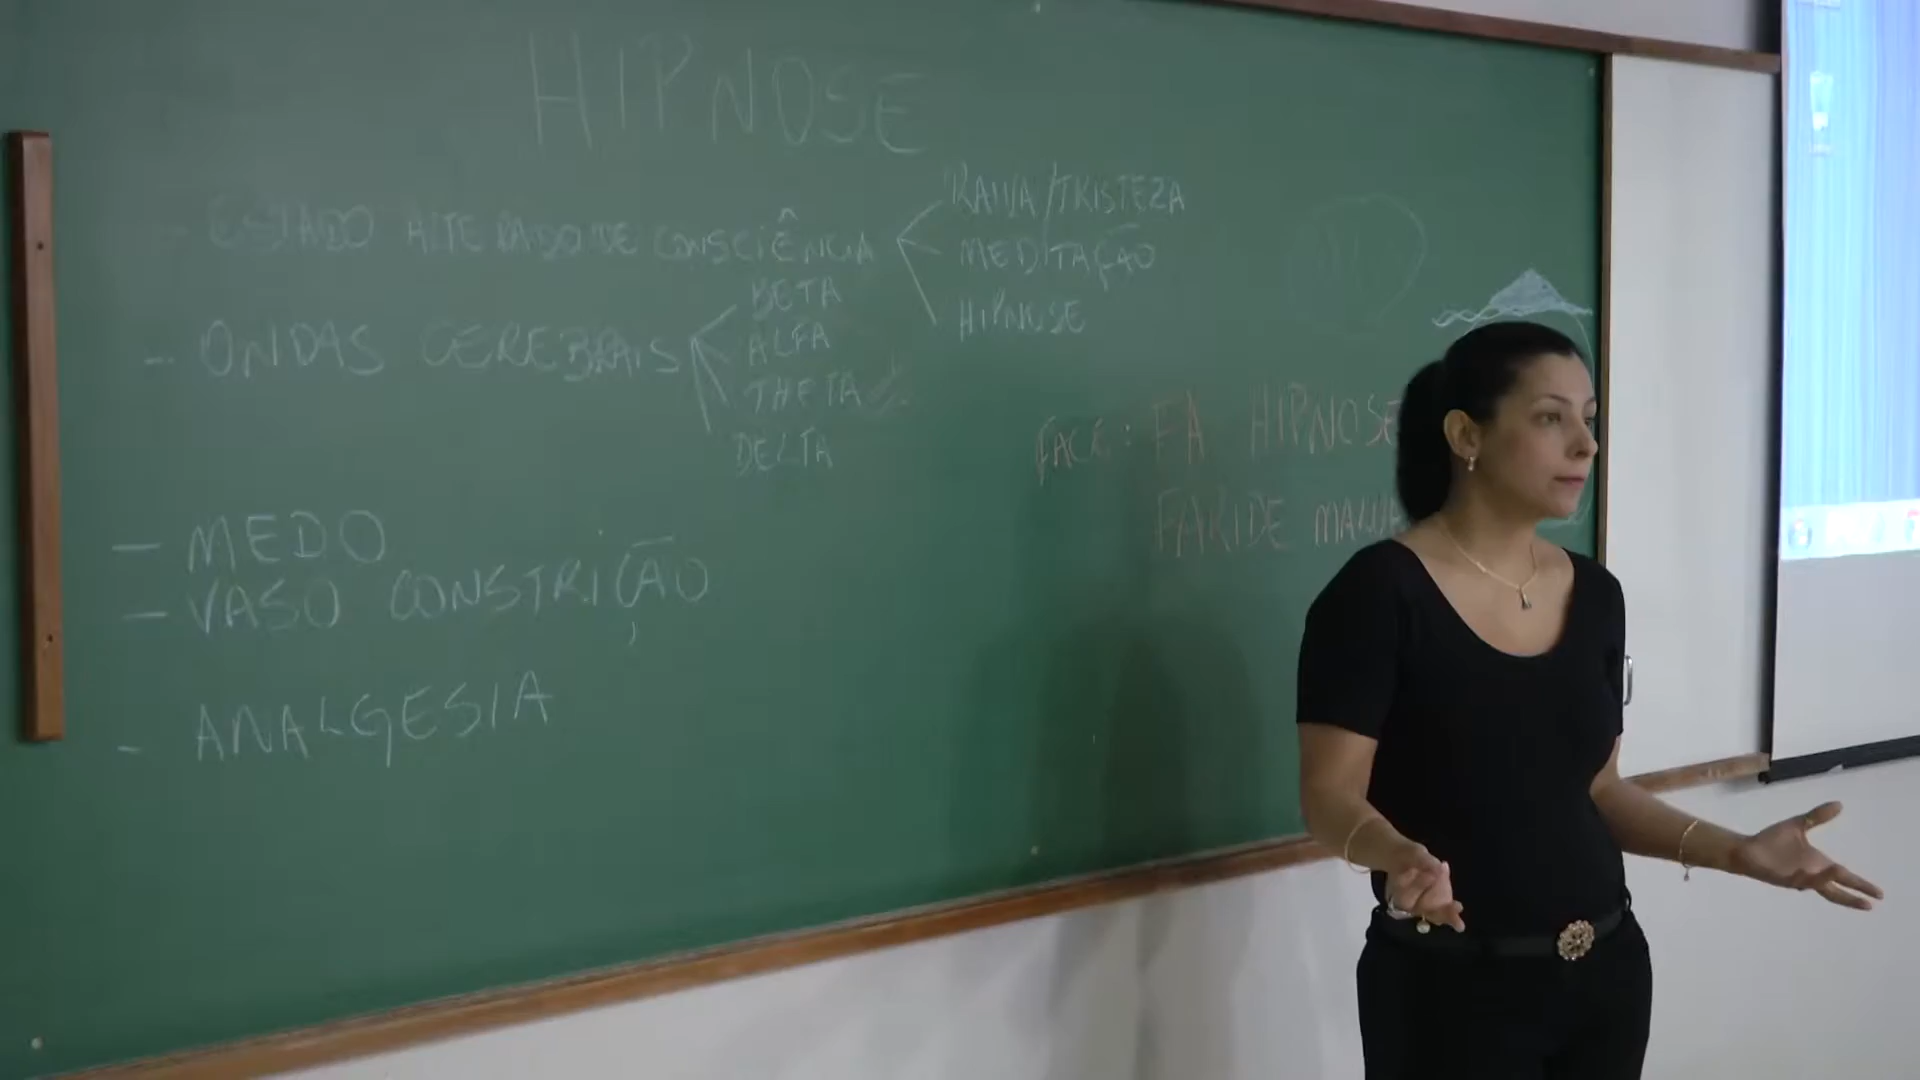 HIPNOSE
- ESTADO ALTERADO DE CONSCIÊNCIA
RAIVA/TRISTEZA
MEDITAÇÃO
HIPNOSE
- ONDAS CEREBRAIS
BETA
ALFA
THETA
DELTA
FACE: FA HIPNOSE
FARIDE
- MEDO
- VASO CONSTRIÇÃO
- ANALGESIA